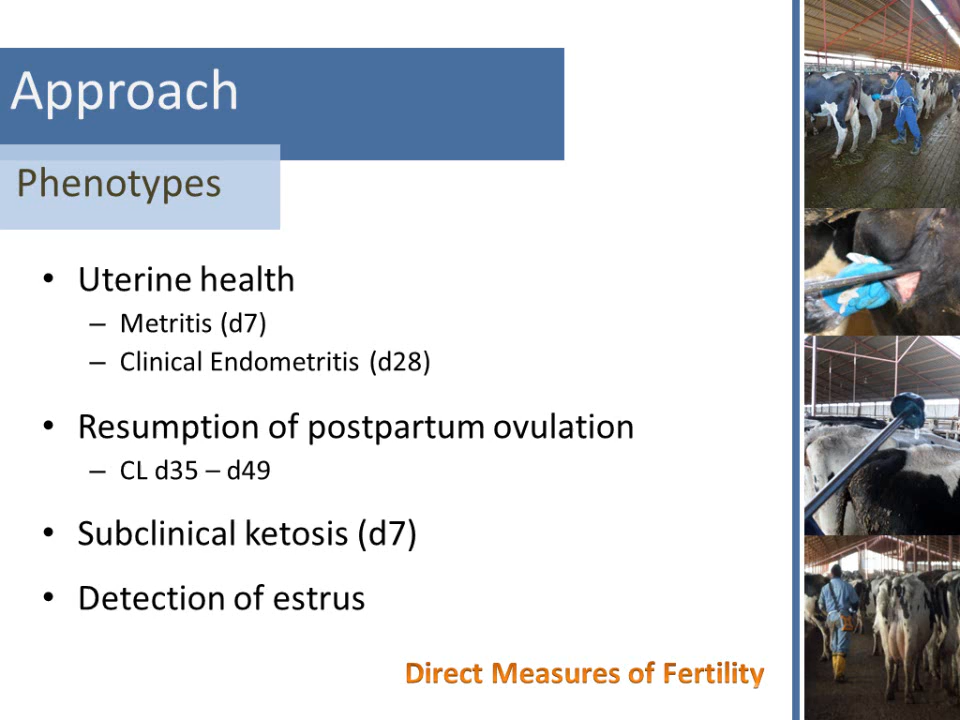 Approach
Phenotypes
• Uterine health
– Metritis (d7)
– Clinical Endometritis (d28)
• Resumption of postpartum ovulation
– CL d35 – d49
• Subclinical ketosis (d7)
• Detection of estrus
Direct Measures of Fertility